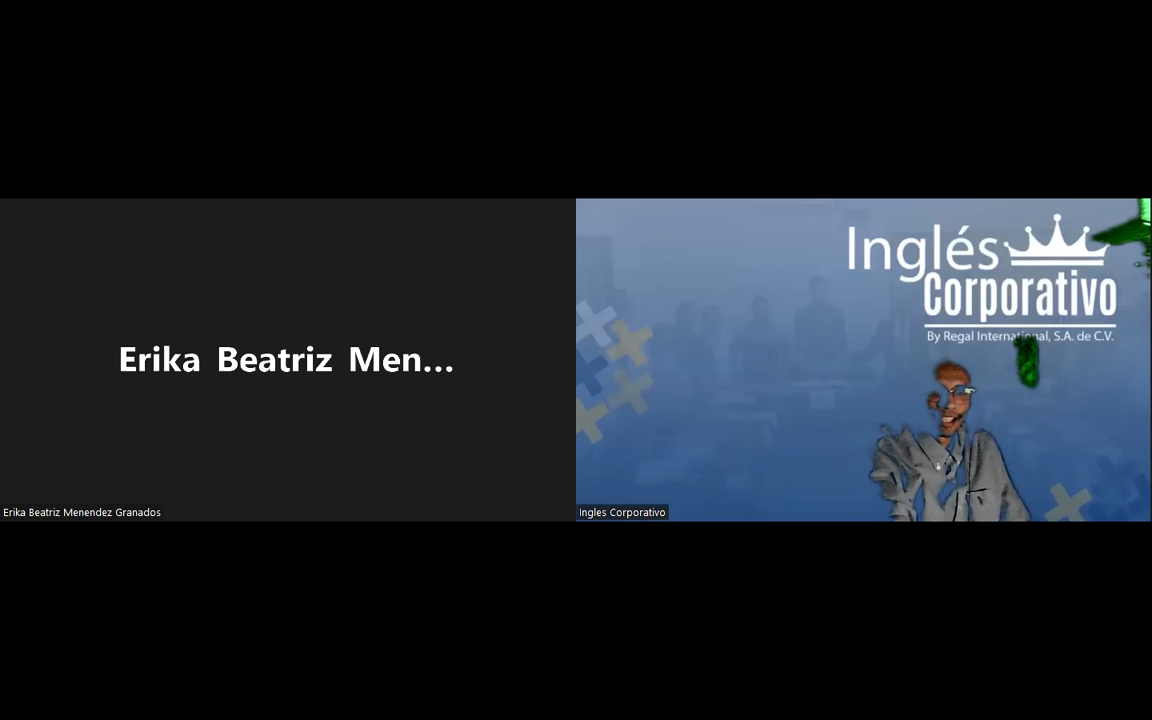 Erika Beatriz Men...
Erika Beatriz Menendez Granados
Inglés
Corporativo
By Regal International, S.A. de C.V.
Ingles Corporativo